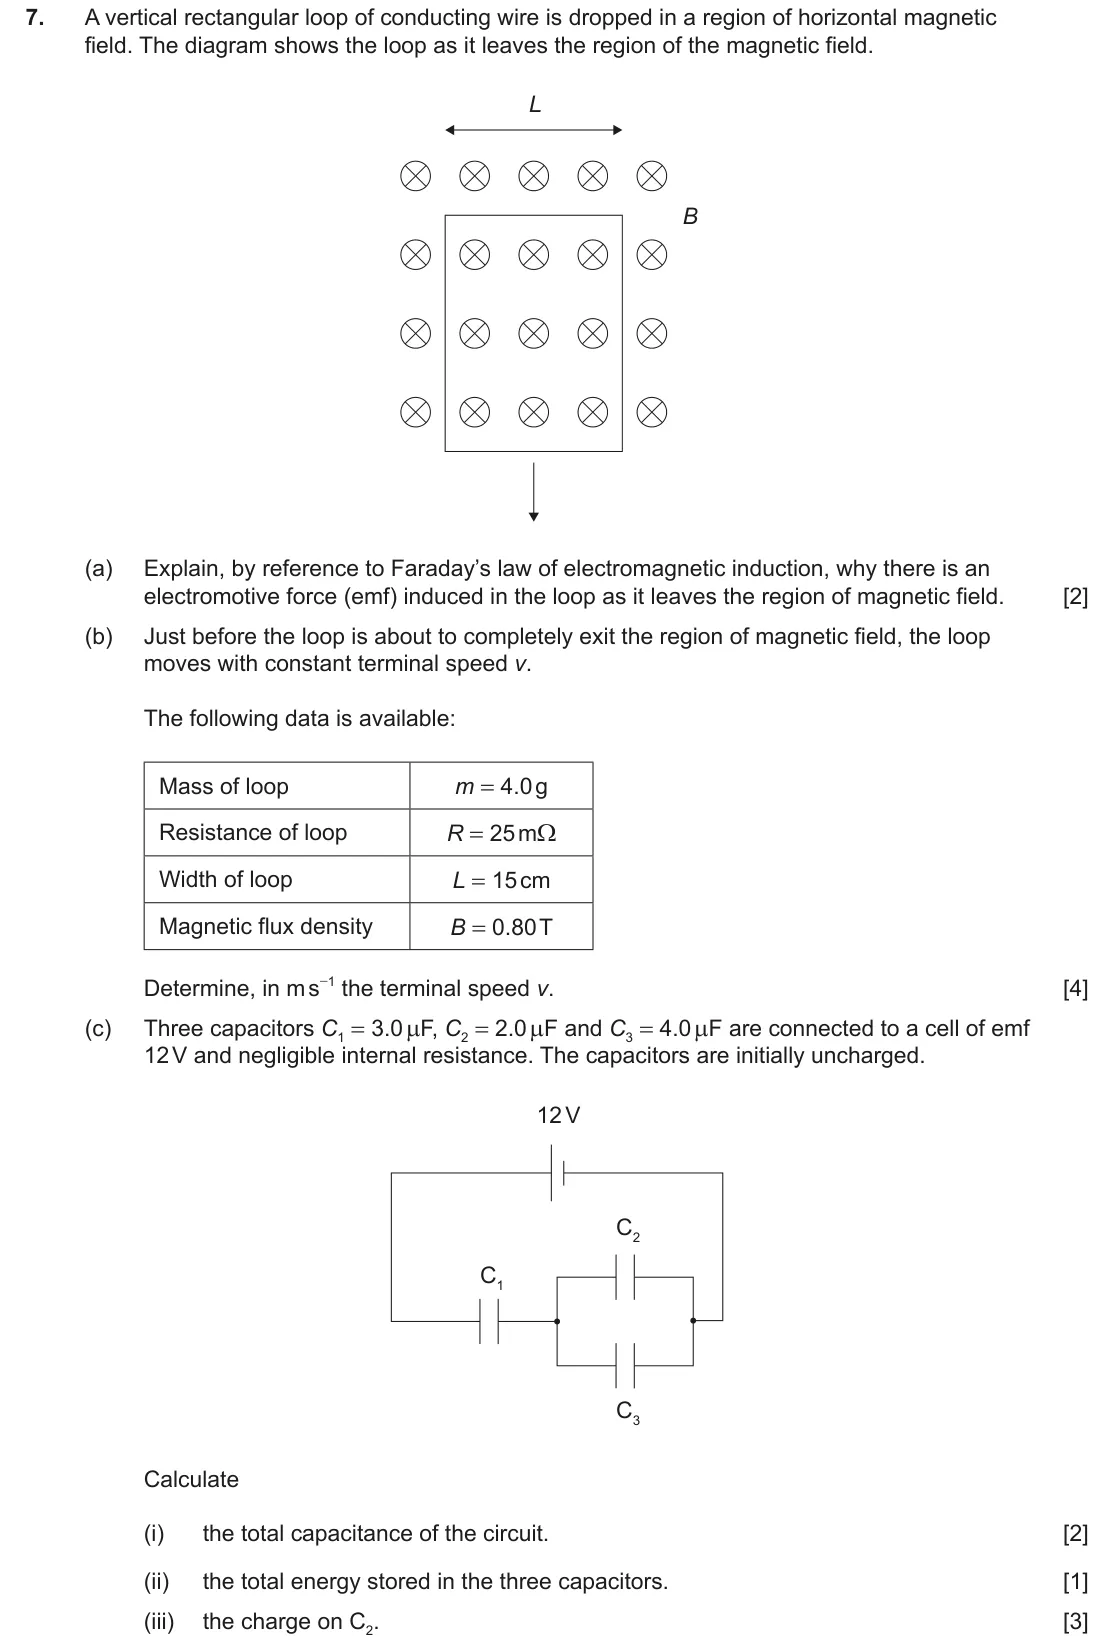 7. A vertical rectangular loop of conducting wire is dropped in a region of horizontal magnetic
field. The diagram shows the loop as it leaves the region of the magnetic field.
L
B
(a) Explain, by reference to Faraday’s law of electromagnetic induction, why there is an
electromotive force (emf) induced in the loop as it leaves the region of magnetic field. [2]
(b) Just before the loop is about to completely exit the region of magnetic field, the loop
moves with constant terminal speed v.
The following data is available:
Mass of loop m = 4.0 g
Resistance of loop R = 25 mΩ
Width of loop L = 15 cm
Magnetic flux density B = 0.80 T
Determine, in m s⁻¹ the terminal speed v. [4]
(c) Three capacitors C₁ = 3.0 µF, C₂ = 2.0 µF and C₃ = 4.0 µF are connected to a cell of emf
12 V and negligible internal resistance. The capacitors are initially uncharged.
12 V
C₂
C₁
C₃
Calculate
(i) the total capacitance of the circuit. [2]
(ii) the total energy stored in the three capacitors. [1]
(iii) the charge on C₂. [3]